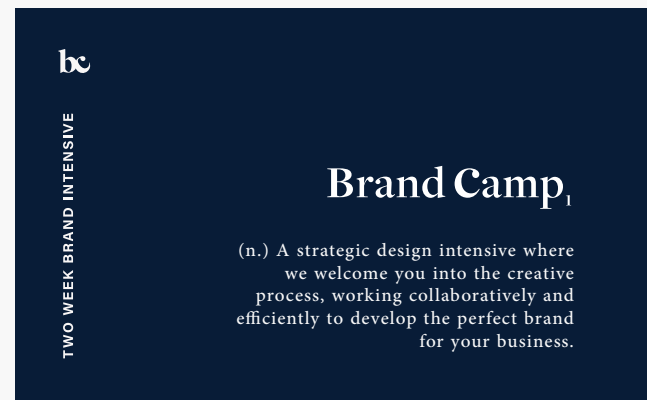 bc
TWO WEEK BRAND INTENSIVE
Brand Camp1
(n.) A strategic design intensive where
we welcome you into the creative
process, working collaboratively and
efficiently to develop the perfect brand
for your business.